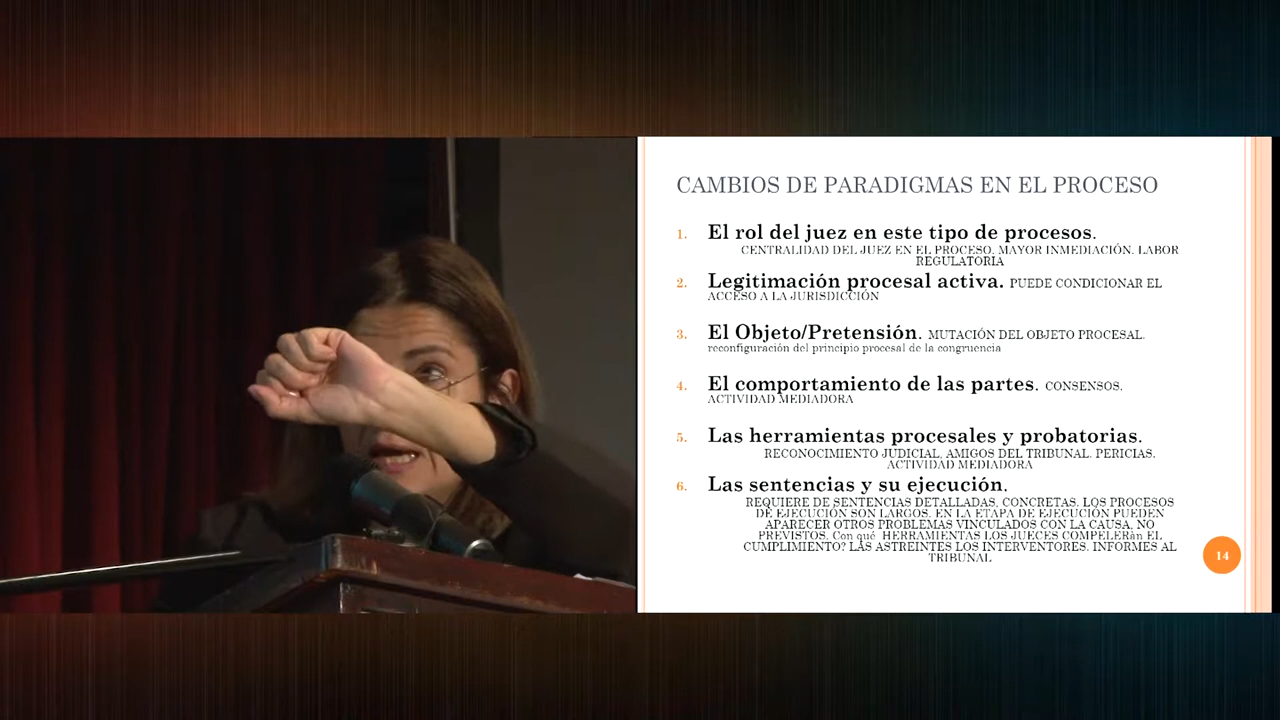 CAMBIOS DE PARADIGMAS EN EL PROCESO
1. El rol del juez en este tipo de procesos.
CENTRALIDAD DEL JUEZ EN EL PROCESO. MAYOR INMEDIACIÓN. LABOR
REGULATORIA
2. Legitimación procesal activa. PUEDE CONDICIONAR EL
ACCESO A LA JURISDICCIÓN
3. El Objeto/Pretensión. MUTACIÓN DEL OBJETO PROCESAL.
reconfiguración del principio procesal de la congruencia
4. El comportamiento de las partes. CONSENSOS.
ACTIVIDAD MEDIADORA
5. Las herramientas procesales y probatorias.
RECONOCIMIENTO JUDICIAL, AMIGOS DEL TRIBUNAL. PERICIAS.
ACTIVIDAD MEDIADORA
6. Las sentencias y su ejecución.
REQUIERE DE SENTENCIAS DETALLADAS, CONCRETAS. LOS PROCESOS
DE EJECUCIÓN SON LARGOS. EN LA ETAPA DE EJECUCIÓN PUEDEN
APARECER OTROS PROBLEMAS VINCULADOS CON LA CAUSA, NO
PREVISTOS. Con qué HERRAMIENTAS LOS JUECES COMPELERàn EL
CUMPLIMIENTO? LAS ASTREINTES LOS INTERVENTORES. INFORMES AL
TRIBUNAL
14